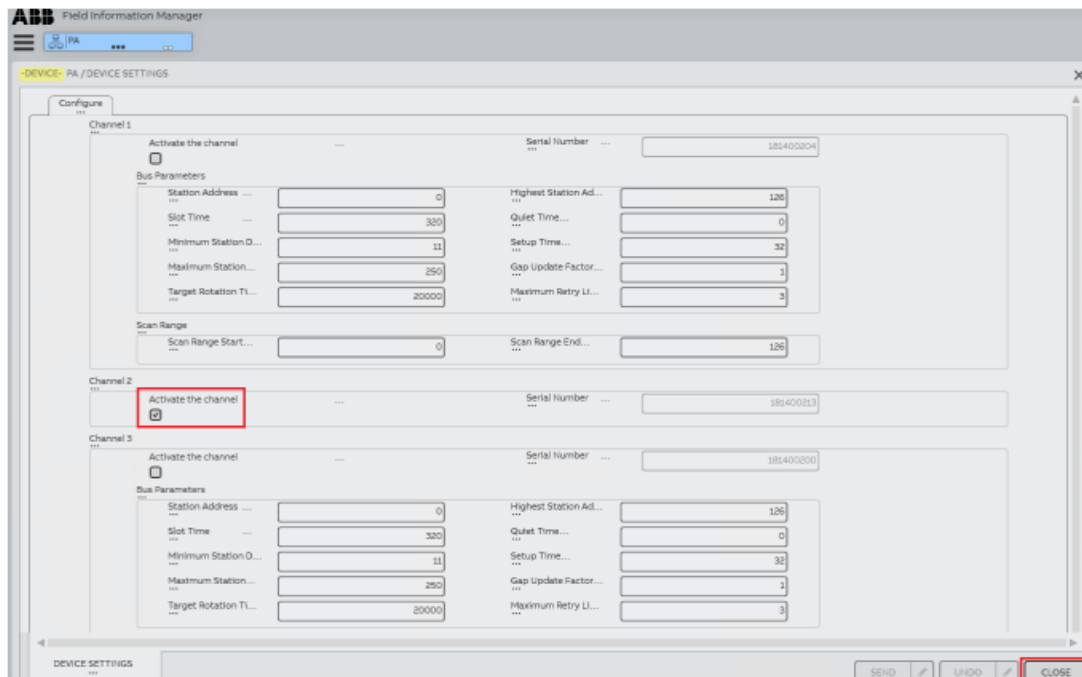 ABB Field Information Manager
PA ...
-DEVICE- PA / DEVICE SETTINGS
Configure
Channel 1
Activate the channel ... Serial Number ... 181400204
Bus Parameters
Station Address ... 0 Highest Station Ad... 126
Slot Time ... 320 Quiet Time... 0
Minimum Station D... 11 Setup Time... 32
Maximum Station... 250 Gap Update Factor... 1
Target Rotation Ti... 20000 Maximum Retry Li... 3
Scan Range
Scan Range Start... 0 Scan Range End... 126
Channel 2
Activate the channel ... Serial Number ... 181400213
Channel 3
Activate the channel ... Serial Number ... 181400200
Bus Parameters
Station Address ... 0 Highest Station Ad... 126
Slot Time ... 320 Quiet Time... 0
Minimum Station D... 11 Setup Time... 32
Maximum Station... 250 Gap Update Factor... 1
Target Rotation Ti... 20000 Maximum Retry Li... 3
DEVICE SETTINGS
SEND UNDO CLOSE